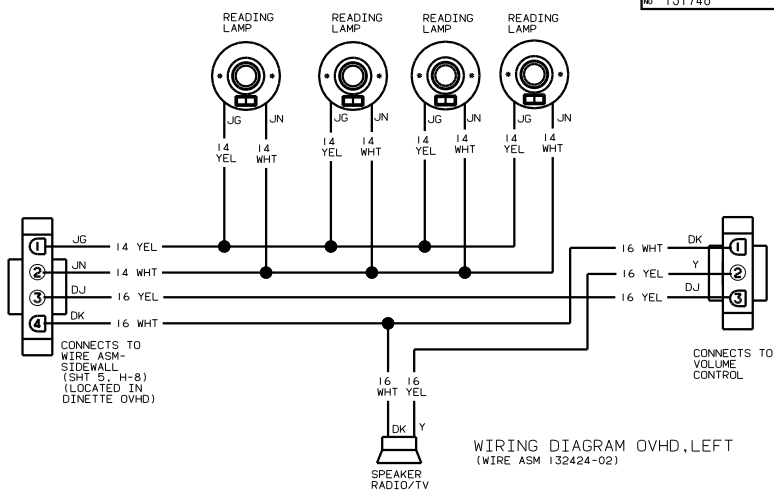 NO 131746
READING
LAMP
READING
LAMP
READING
LAMP
READING
LAMP
JG
JN
JG
JN
JG
JN
JG
JN
14
YEL
14
WHT
14
YEL
14
WHT
14
YEL
14
WHT
14
YEL
14
WHT
1
JG
14 YEL
2
JN
14 WHT
3
DJ
16 YEL
4
DK
16 WHT
16 WHT
DK
1
16 YEL
Y
2
16 YEL
DJ
3
CONNECTS TO
WIRE ASM-
SIDEWALL
(SHT 5, H-8)
(LOCATED IN
DINETTE OVHD)
CONNECTS TO
VOLUME
CONTROL
16
WHT
16
YEL
DK
Y
SPEAKER
RADIO/TV
WIRING DIAGRAM OVHD,LEFT
(WIRE ASM 132424-02)